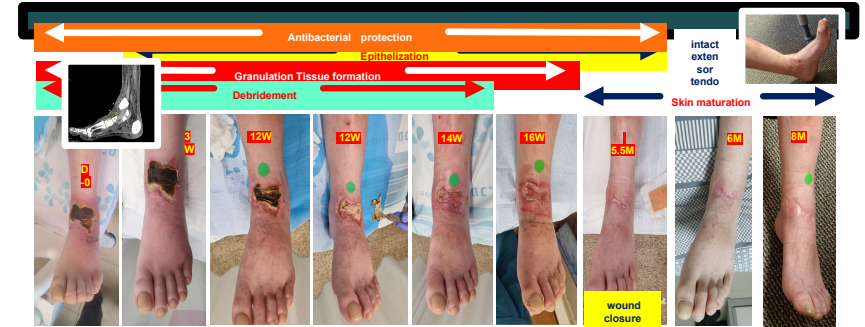 Antibacterial protection
Epithelization
Granulation Tissue formation
Debridement
intact
exten
sor
tendo
Skin maturation
D
-0
3
W
12W
12W
14W
16W
5.5M
6M
8M
wound
closure